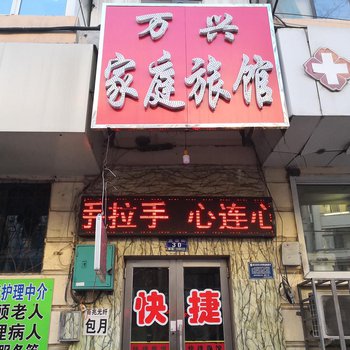 万兴
家庭旅馆
手拉手 心连心
30
快捷
包月
护理中介
顾老人
理病人